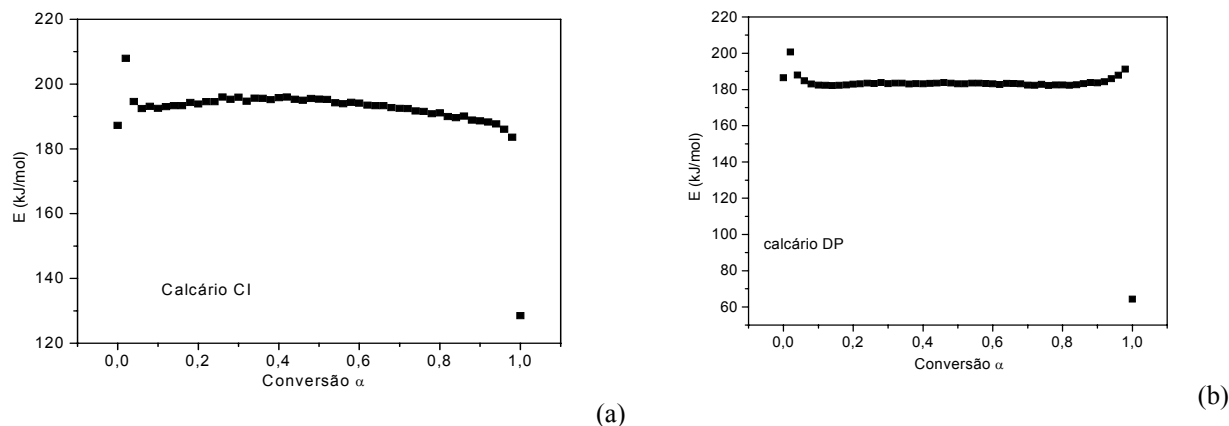 220
200
180
160
140
120
E (kJ/mol)
Calcário CI
0,0 0,2 0,4 0,6 0,8 1,0
Conversão α
(a)
220
200
180
160
140
120
100
80
60
E (kJ/mol)
calcário DP
0,0 0,2 0,4 0,6 0,8 1,0
Conversão α
(b)